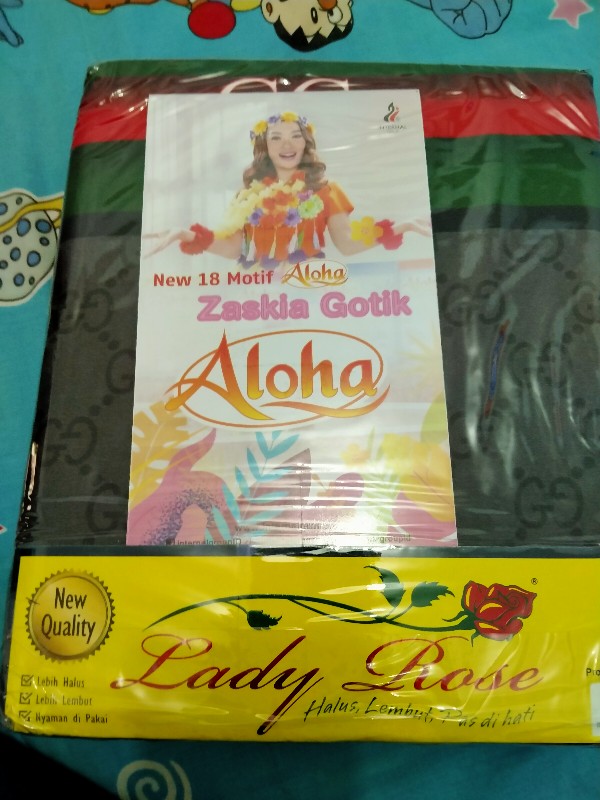 GG
New 18 Motif Aloha
Zaskia Gotik
Aloha
New
Quality
Lady Rose
®
Halus, Lembut, Pas di hati
Lebih Halus
Lebih Lembut
Nyaman di Pakai